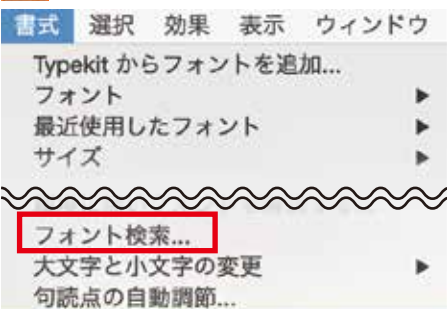 書式 選択 効果 表示 ウィンドウ
Typekit からフォントを追加...
フォント
最近使用したフォント
サイズ
フォント検索...
大文字と小文字の変更
句読点の自動調節...